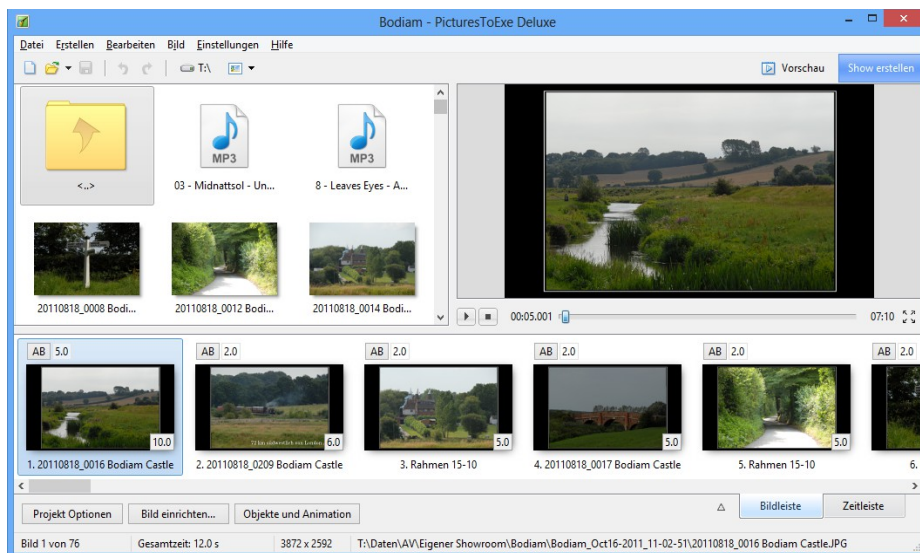 Bodiam - PicturesToExe Deluxe
Datei Erstellen Bearbeiten Bild Einstellungen Hilfe
T:\ Vorschau Show erstellen
MP3 MP3
<..> 03 - Midnattsol - Un... 8 - Leaves Eyes - A...
20110818_0008 Bodi... 20110818_0012 Bodi... 20110818_0014 Bodi...
00:05.001 07:10
AB 5.0 AB 2.0 AB 2.0 AB 2.0 AB 2.0 AB 2.0
72 km südwestlich von London
10.0 6.0 5.0 5.0 5.0
1. 20110818_0016 Bodiam Castle 2. 20110818_0209 Bodiam Castle 3. Rahmen 15-10 4. 20110818_0017 Bodiam Castle 5. Rahmen 15-10 6.
Projekt Optionen Bild einrichten... Objekte und Animation Bildleiste Zeitleiste
Bild 1 von 76 Gesamtzeit: 12.0 s 3872 x 2592 T:\Daten\AV\Eigener Showroom\Bodiam\Bodiam_Oct16-2011_11-02-51\20110818_0016 Bodiam Castle.JPG